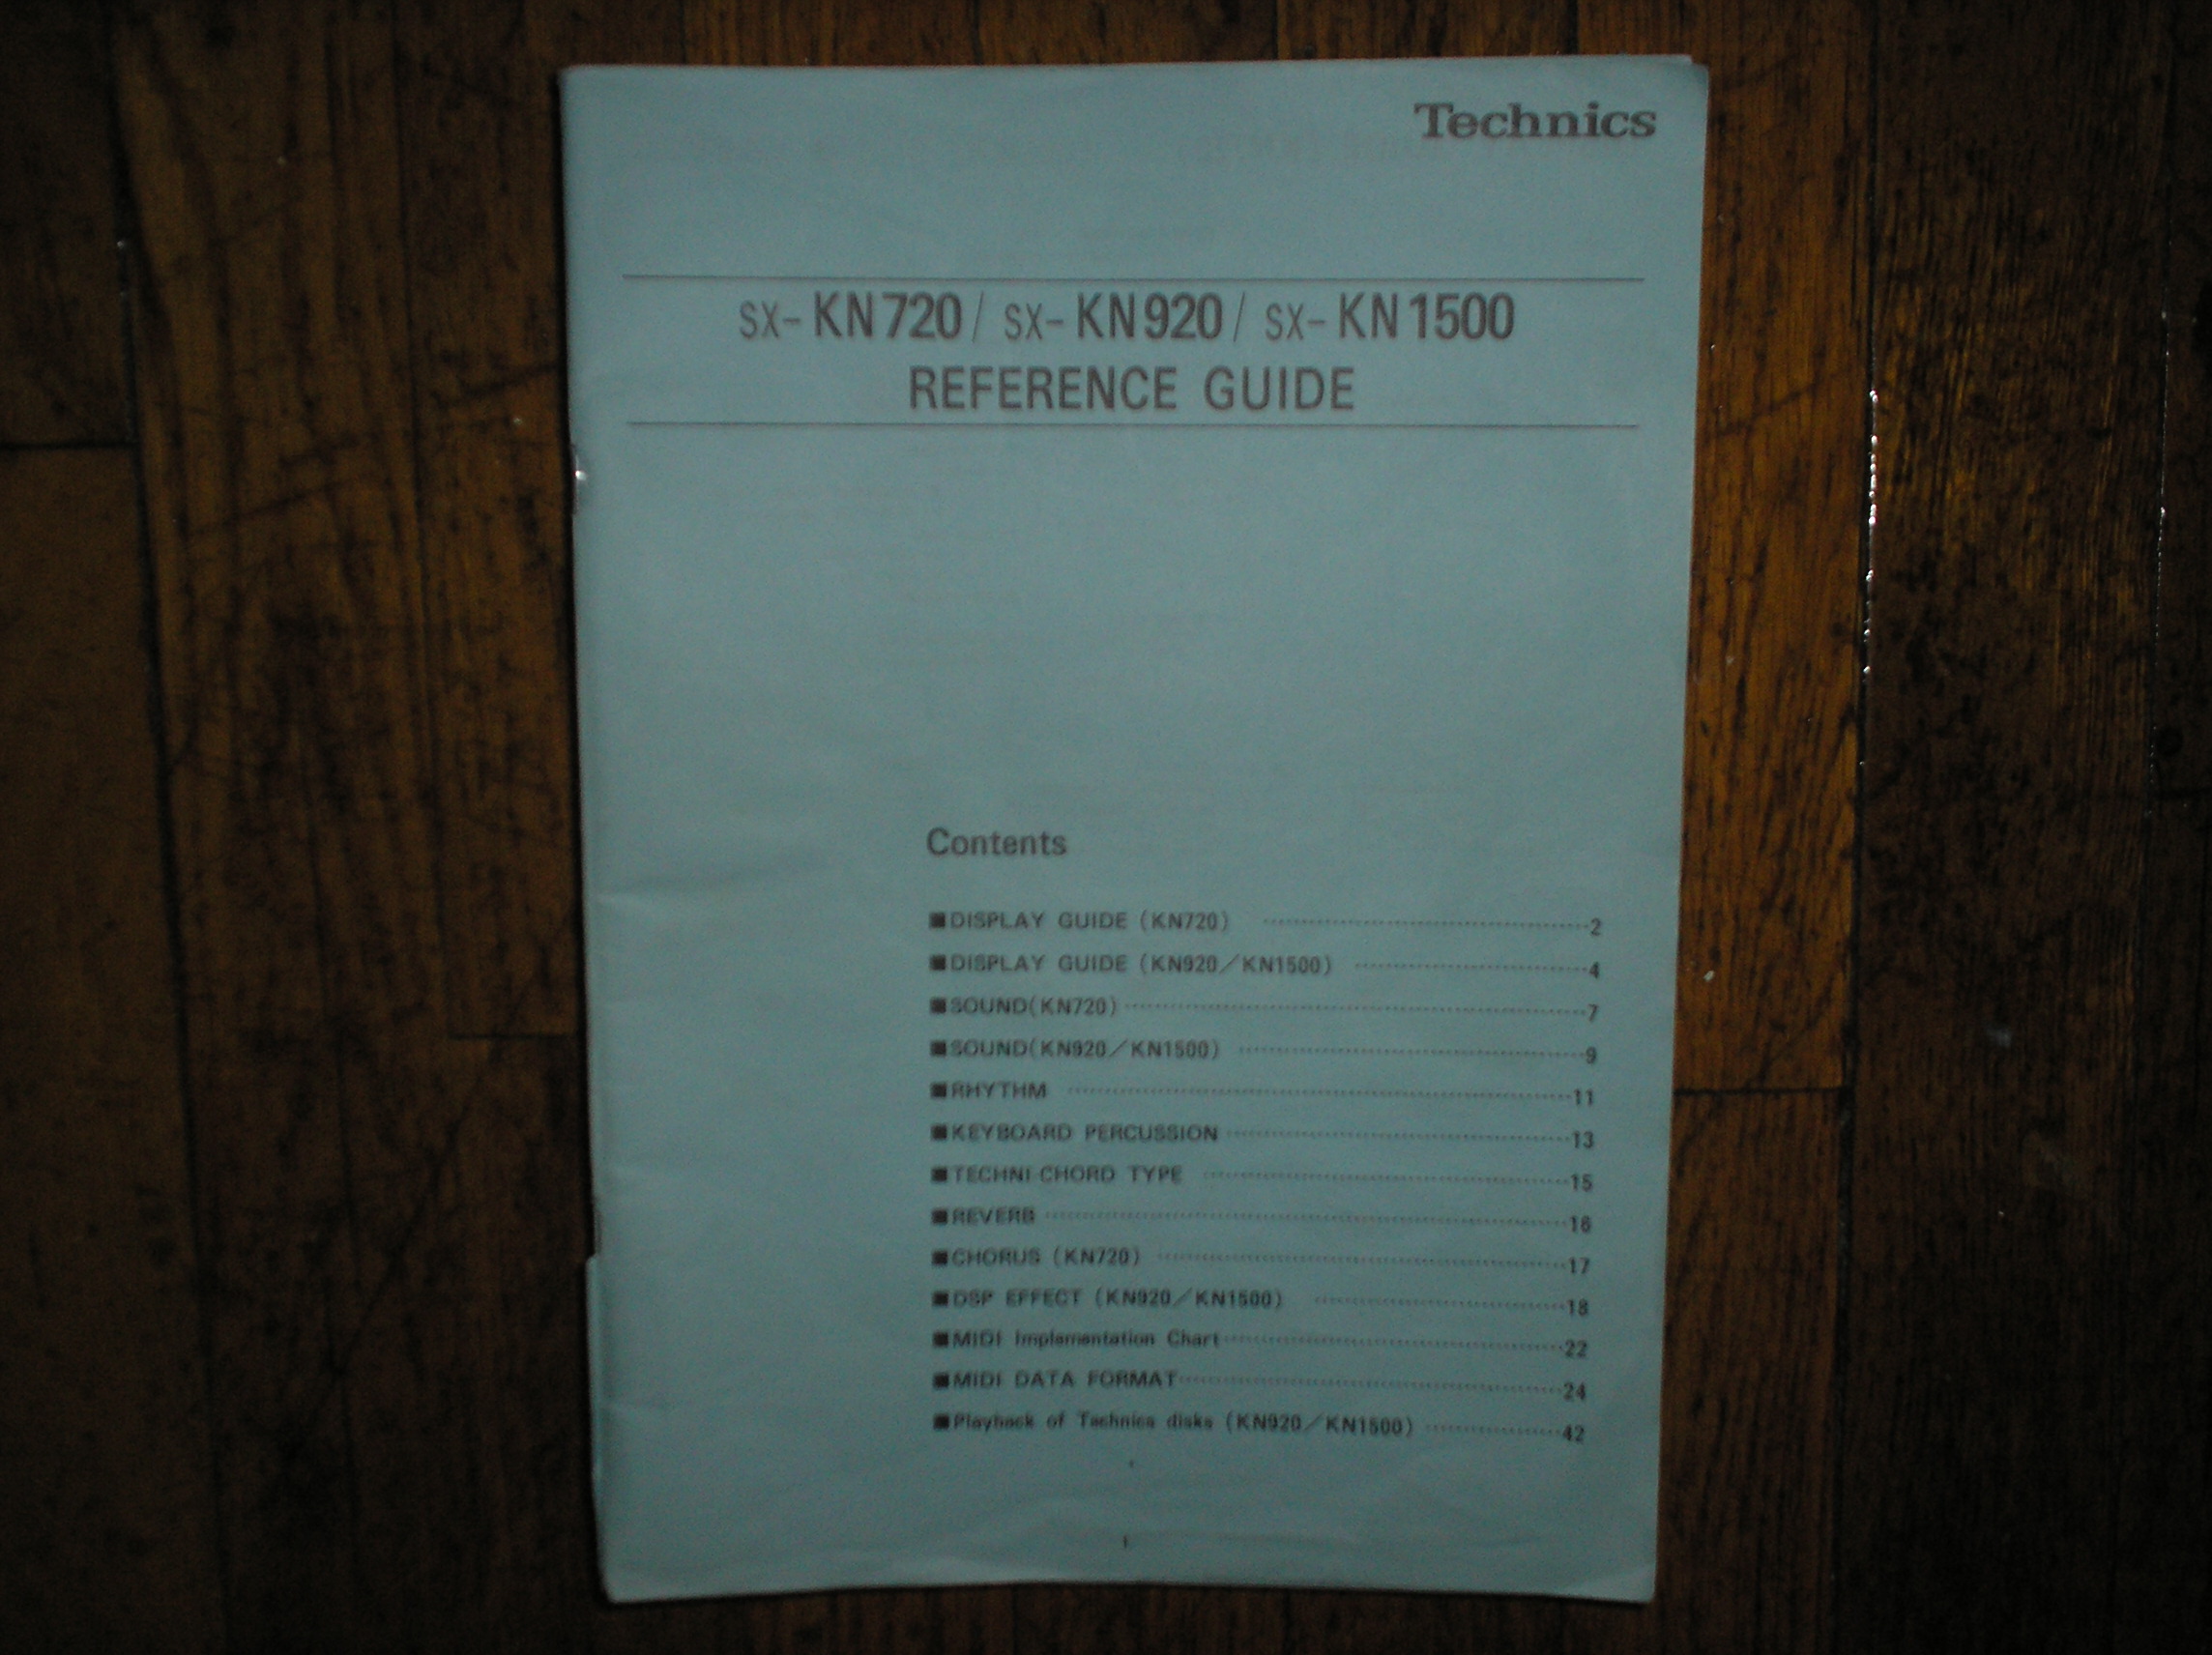 Technics
SX-KN720/SX-KN920/SX-KN1500
REFERENCE GUIDE
Contents
■DISPLAY GUIDE (KN720) ········2
■DISPLAY GUIDE (KN920/KN1500) ········4
■SOUND(KN720) ········7
■SOUND(KN920/KN1500) ········9
■RHYTHM ········11
■KEYBOARD PERCUSSION ········13
■TECHNI-CHORD TYPE ········15
■REVERB ········16
■CHORUS (KN720) ········17
■DSP EFFECT (KN920/KN1500) ········18
■MIDI Implementation Chart ········22
■MIDI DATA FORMAT ········24
■Playback of Technics disks (KN920/KN1500) ········42